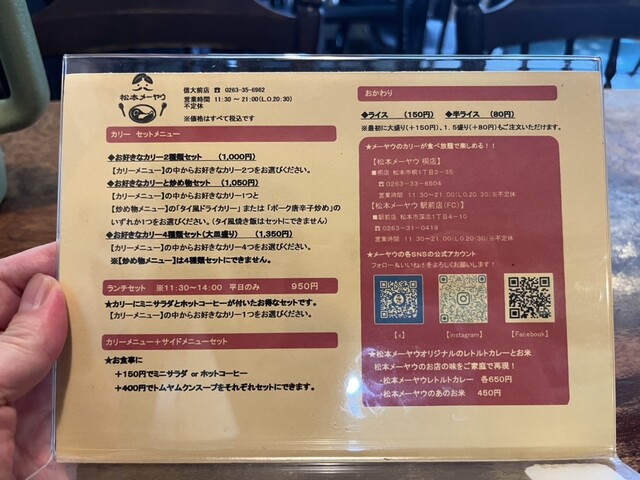 松本メーヤウ
信大前店 ☎ 0263-35-6962
営業時間 11:30 ～ 21:00(L.O.20:30)
不定休
※価格はすべて税込です
カリー セットメニュー
◆お好きなカリー2種類セット (1,000円)
【カリーメニュー】の中からお好きなカリー2つをお選びください。
◆お好きなカリーと炒め物セット (1,050円)
【カリーメニュー】の中からお好きなカリー1つと
【炒め物メニュー】の「タイ風ドライカリー」または「ポーク唐辛子炒め」の
いずれか1つをお選びください。(タイ風焼き飯はセットにできません)
◆お好きなカリー4種類セット(大皿盛り) (1,350円)
【カリーメニュー】の中からお好きなカリー4つをお選びください。
※【炒め物メニュー】は4種類セットにできません。
ランチセット ※11:30～14:00 平日のみ 950円
★カリーにミニサラダとホットコーヒーが付いたお得なセットです。
【カリーメニュー】の中からお好きなカリー1つをお選びください。
カリーメニュー＋サイドメニューセット
★お食事に
＋150円でミニサラダ or ホットコーヒー
＋400円でトムヤムクンスープをそれぞれセットにできます。
おかわり
◆ライス (150円) ◆半ライス (80円)
※最初に大盛り(＋150円)、1.5盛り(＋80円)もご注文いただけます。
★メーヤウのカリーが食べ放題で楽しめる！！
【松本メーヤウ 桐店】
■桐店 松本市桐1丁目2-35
☎0263-33-6504
営業時間 11:30～21:00(L.O.20:30)※不定休
【松本メーヤウ 駅前店(FC)】
■駅前店 松本市深志1丁目4-10
☎0263-31-0419
営業時間 11:30～21:00(L.O.20:30)※不定休
★メーヤウの各SNSの公式アカウント
フォロー＆いいね！をよろしくお願いします！
【x】 【Instagram】 【Facebook】
★松本メーヤウオリジナルのレトルトカレーとお米
松本メーヤウのお店の味をご家庭で再現！
・松本メーヤウレトルトカレー 各650円
・松本メーヤウのあのお米 450円